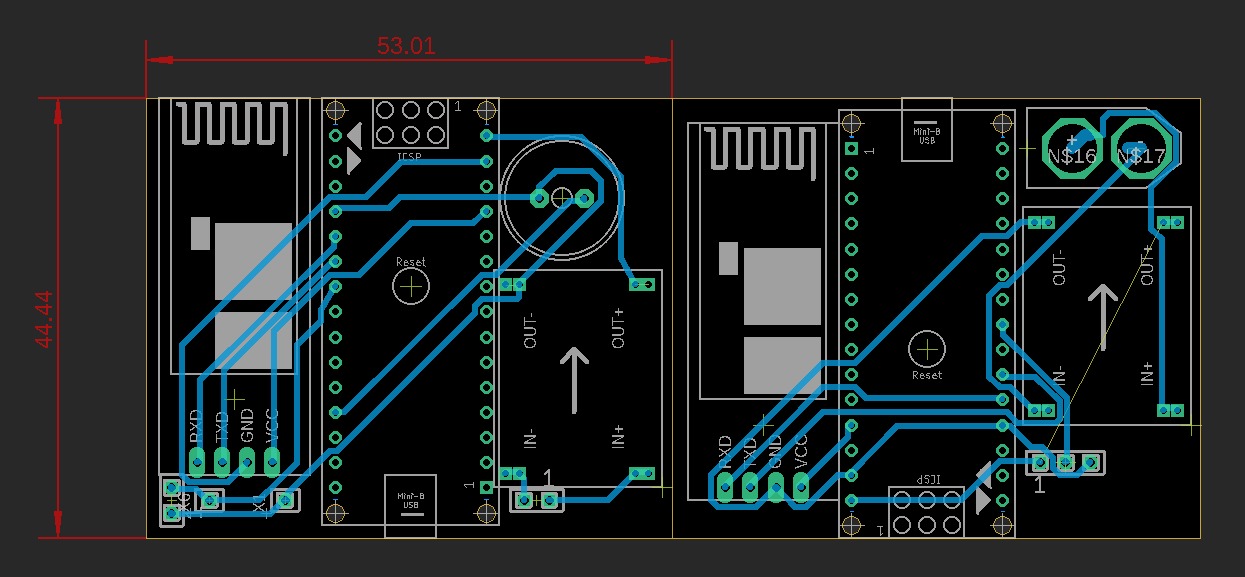 53.01
44.44
ICSP
1
Reset
OUT-
OUT+
IN-
IN+
RXD
TXD
GND
VCC
Mini-B
USB
1
1
X1
Mini-B
USB
1
N$16
N$17
+
-
OUT-
OUT+
Reset
IN-
IN+
RXD
TXD
GND
VCC
ICSP
1
1